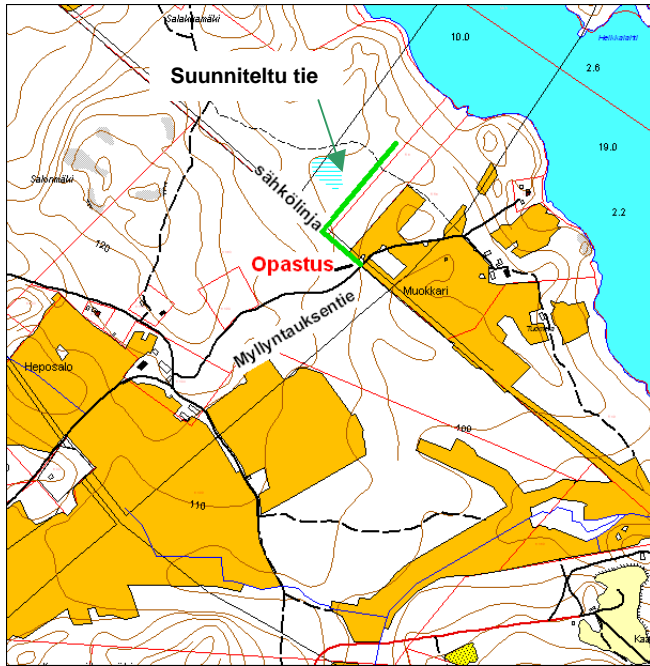 Salakkamäki
10.0
Heikkalahti
2.6
Suunniteltu tie
19.0
Salonmäki
sähkölinja
2.2
120
Opastus
Muokkari
Myllyntauksentie
Heposalo
100
110